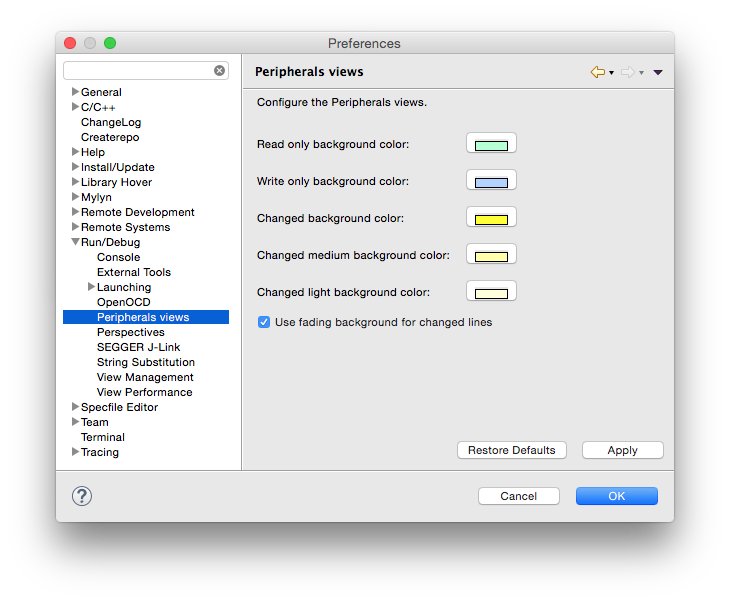 Preferences
General
C/C++
ChangeLog
Createrepo
Help
Install/Update
Library Hover
Mylyn
Remote Development
Remote Systems
Run/Debug
Console
External Tools
Launching
OpenOCD
Peripherals views
Perspectives
SEGGER J-Link
String Substitution
View Management
View Performance
Specfile Editor
Team
Terminal
Tracing
Peripherals views
Configure the Peripherals views.
Read only background color:
Write only background color:
Changed background color:
Changed medium background color:
Changed light background color:
Use fading background for changed lines
Restore Defaults
Apply
?
Cancel
OK